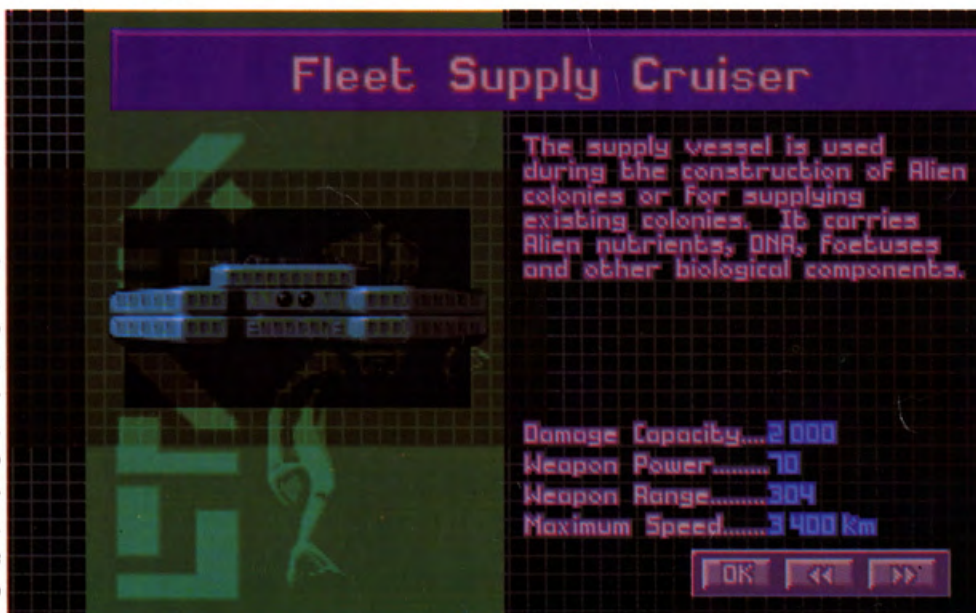 Fleet Supply Cruiser
The supply vessel is used
during the construction of Alien
colonies or for supplying
existing colonies. It carries
Alien nutrients, DNA, foetuses
and other biological components.
Damage Capacity....2 000
Weapon Power.........70
Weapon Range.........304
Maximum Speed.......3 400 km
OK << >>